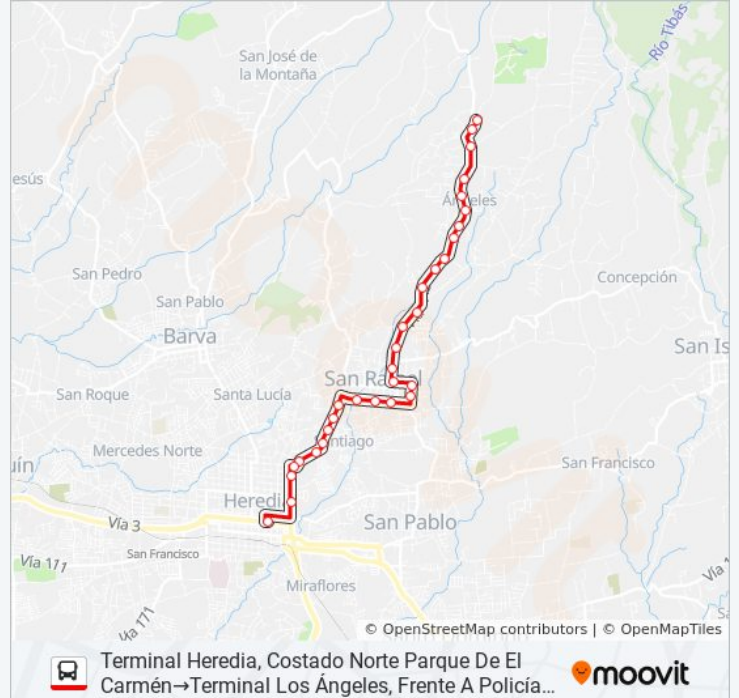 Río Tibás
San José de
la Montaña
esús
Ángeles
San Pedro
Concepción
San Pablo
Barva
San Is
San Rafael
San Roque
Santa Lucía
Santiago
Mercedes Norte
uín
San Francisco
Heredia
Vía 3
San Pablo
Vía 111
San Francisco
Vía 1
Miraflores
Vía 171
© OpenStreetMap contributors | © OpenMapTiles
Terminal Heredia, Costado Norte Parque De El
Carmén→Terminal Los Ángeles, Frente A Policía...
moovit